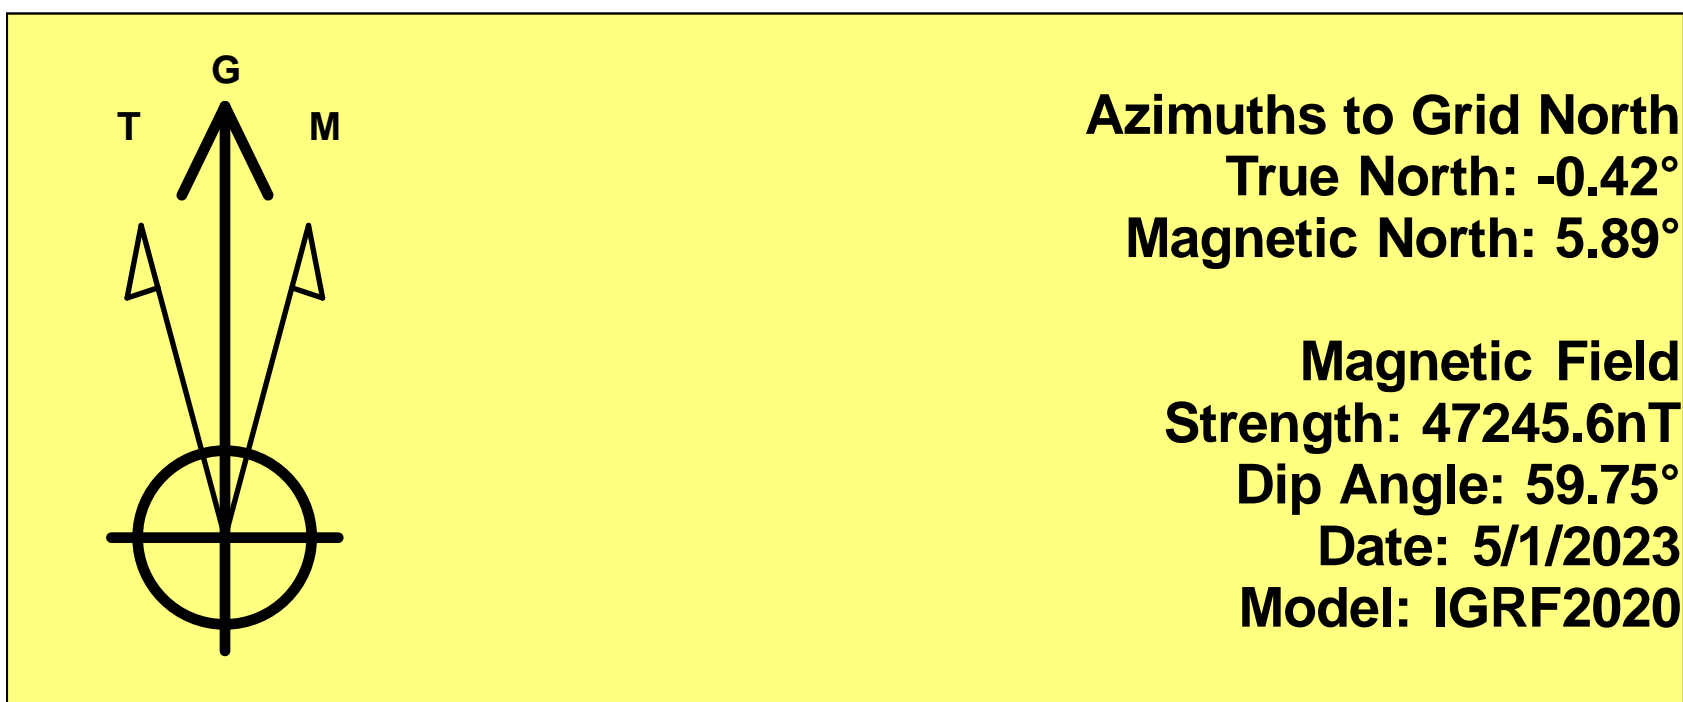 G
T M
Azimuths to Grid North
True North: -0.42°
Magnetic North: 5.89°
Magnetic Field
Strength: 47245.6nT
Dip Angle: 59.75°
Date: 5/1/2023
Model: IGRF2020